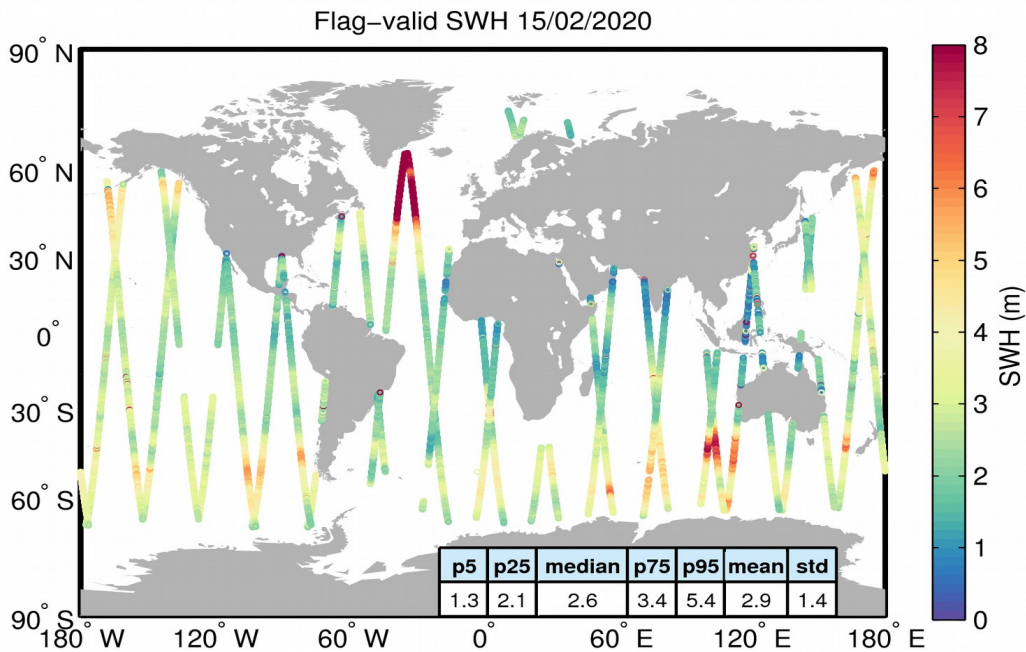 Flag−valid SWH 15/02/2020
90° N
60° N
30° N
0°
30° S
60° S
90° S
180° W
120° W
60° W
0°
60° E
120° E
180° E
p5 p25 median p75 p95 mean std
1.3 2.1 2.6 3.4 5.4 2.9 1.4
8
7
6
5
4
3
2
1
0
SWH (m)